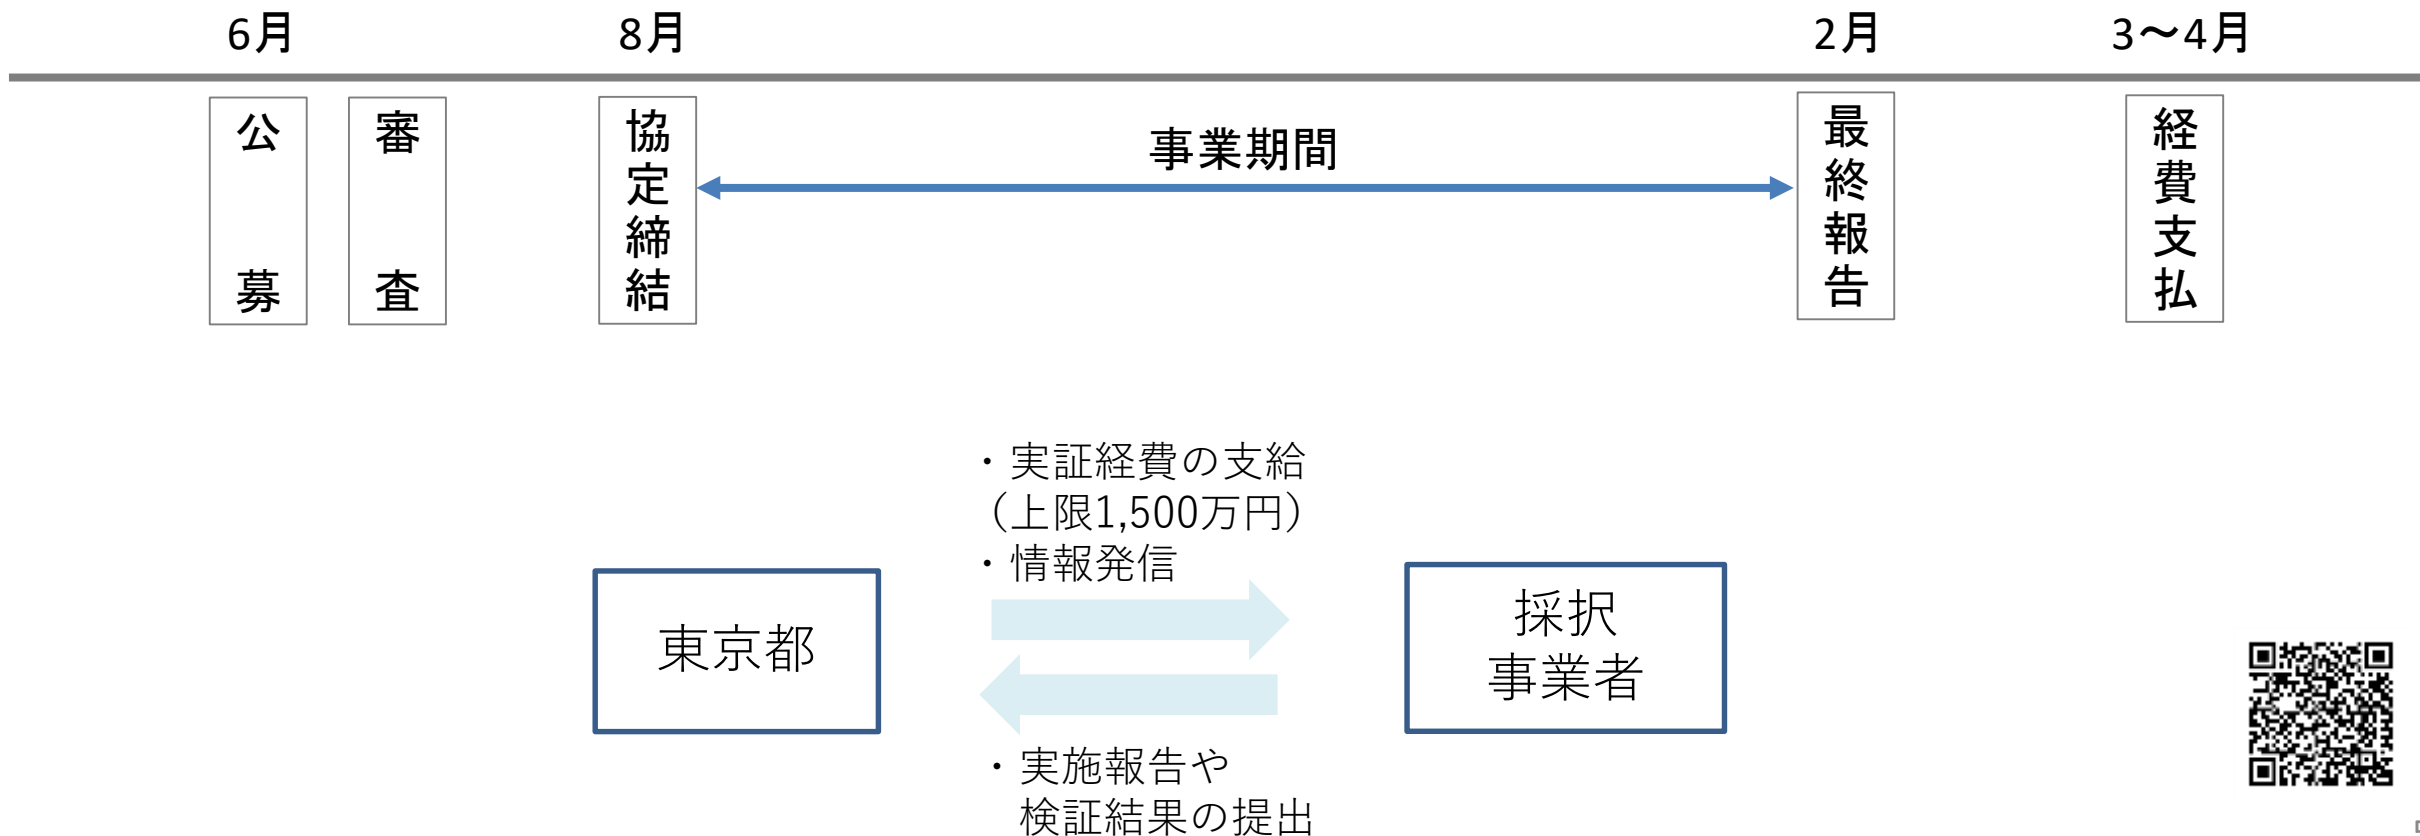 6月
8月
2月
3～4月
公募
審査
協定締結
事業期間
最終報告
経費支払
・実証経費の支給
（上限1,500万円）
・情報発信
東京都
採択
事業者
・実施報告や
検証結果の提出